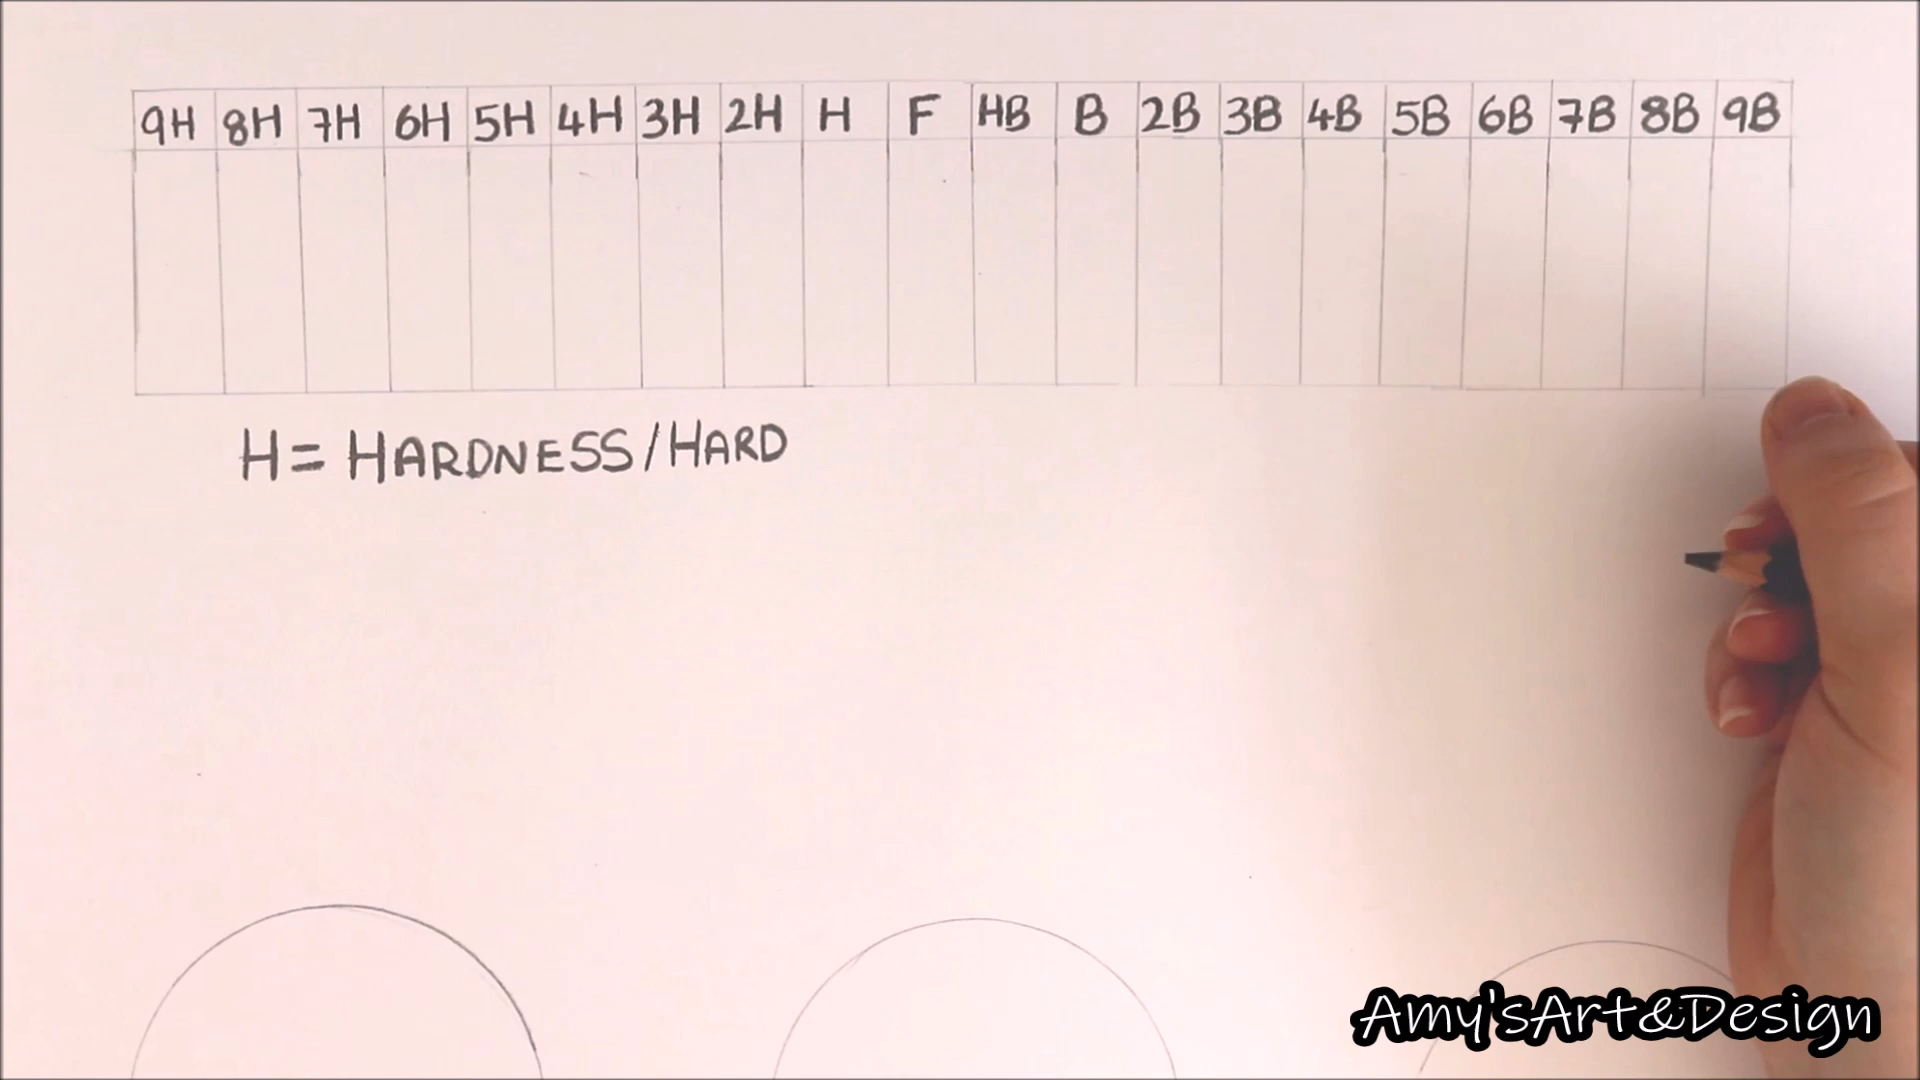 9H 8H 7H 6H 5H 4H 3H 2H H F HB B 2B 3B 4B 5B 6B 7B 8B 9B
H = HARDNESS/HARD
Amy'sArt&Design